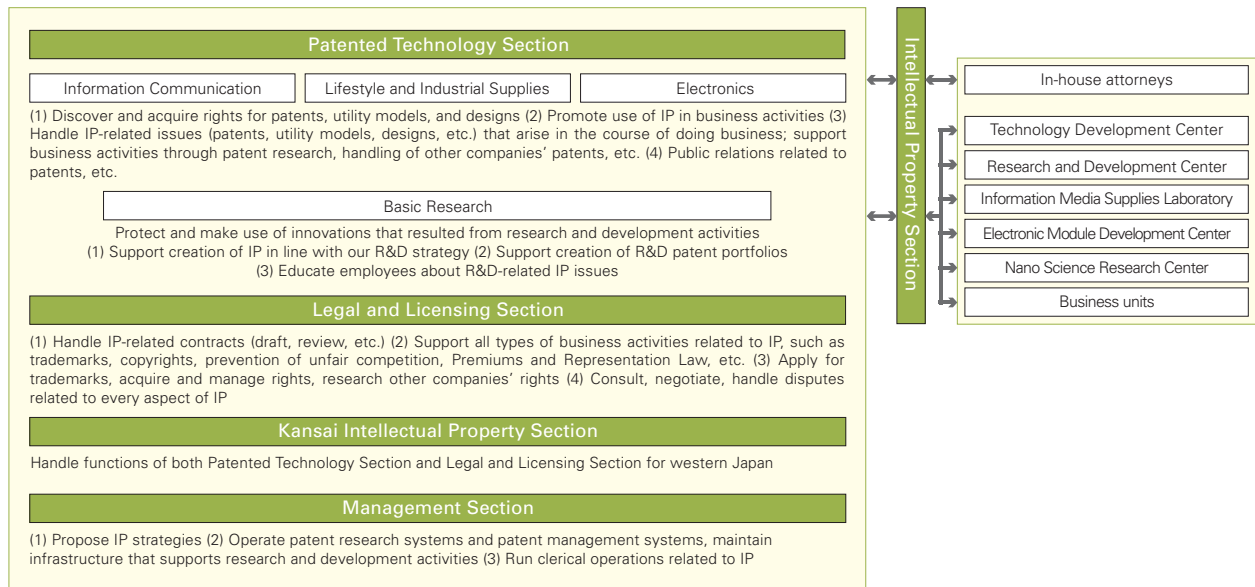 Patented Technology Section
Information Communication
Lifestyle and Industrial Supplies
Electronics
(1) Discover and acquire rights for patents, utility models, and designs (2) Promote use of IP in business activities (3)
Handle IP-related issues (patents, utility models, designs, etc.) that arise in the course of doing business; support
business activities through patent research, handling of other companies' patents, etc. (4) Public relations related to
patents, etc.
Basic Research
Protect and make use of innovations that resulted from research and development activities
(1) Support creation of IP in line with our R&D strategy (2) Support creation of R&D patent portfolios
(3) Educate employees about R&D-related IP issues
Legal and Licensing Section
(1) Handle IP-related contracts (draft, review, etc.) (2) Support all types of business activities related to IP, such as
trademarks, copyrights, prevention of unfair competition, Premiums and Representation Law, etc. (3) Apply for
trademarks, acquire and manage rights, research other companies' rights (4) Consult, negotiate, handle disputes
related to every aspect of IP
Kansai Intellectual Property Section
Handle functions of both Patented Technology Section and Legal and Licensing Section for western Japan
Management Section
(1) Propose IP strategies (2) Operate patent research systems and patent management systems, maintain
infrastructure that supports research and development activities (3) Run clerical operations related to IP
Intellectual Property Section
In-house attorneys
Technology Development Center
Research and Development Center
Information Media Supplies Laboratory
Electronic Module Development Center
Nano Science Research Center
Business units